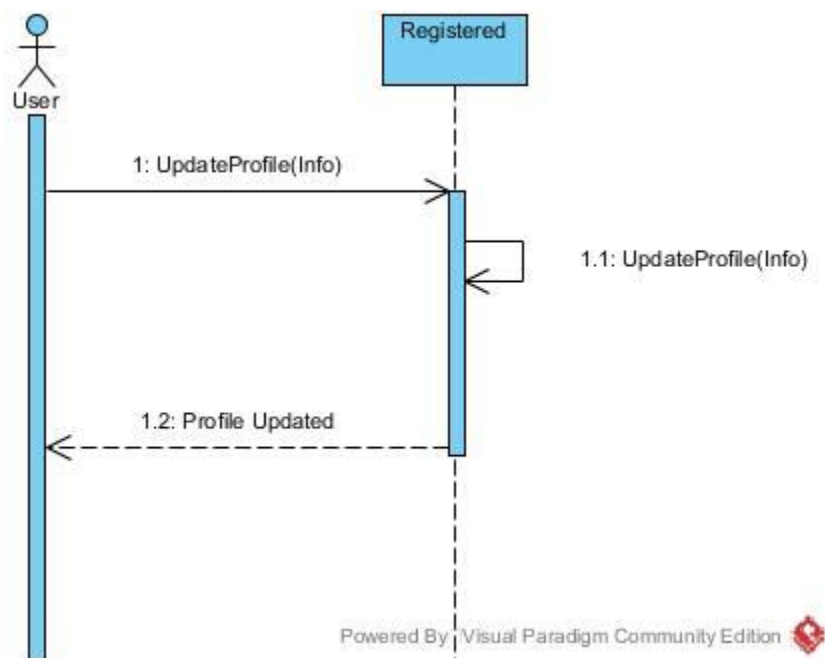 Registered
User
1: UpdateProfile(Info)
1.1: UpdateProfile(Info)
1.2: Profile Updated
Powered By Visual Paradigm Community Edition